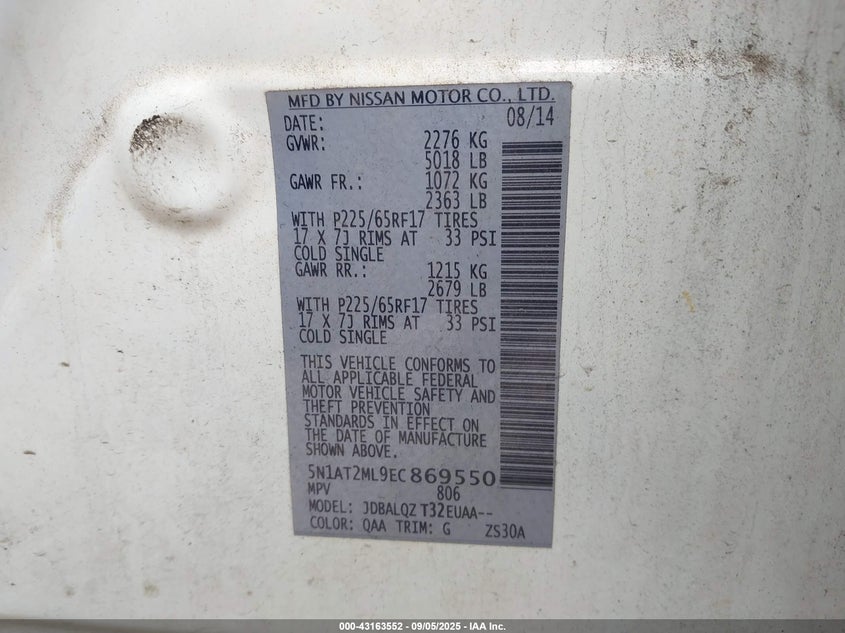 MFD BY NISSAN MOTOR CO., LTD.
DATE: 08/14
GVWR: 2276 KG
5018 LB
GAWR FR.: 1072 KG
2363 LB
WITH P225/65RF17 TIRES
17 X 7J RIMS AT 33 PSI
COLD SINGLE
GAWR RR.: 1215 KG
2679 LB
WITH P225/65RF17 TIRES
17 X 7J RIMS AT 33 PSI
COLD SINGLE
THIS VEHICLE CONFORMS TO
ALL APPLICABLE FEDERAL
MOTOR VEHICLE SAFETY AND
THEFT PREVENTION
STANDARDS IN EFFECT ON
THE DATE OF MANUFACTURE
SHOWN ABOVE.
5N1AT2ML9EC869550
MPV 806
MODEL: JDBALQZ T32EUAA--
COLOR: QAA TRIM: G ZS30A
000-43163552 - 09/05/2025 - IAA Inc.